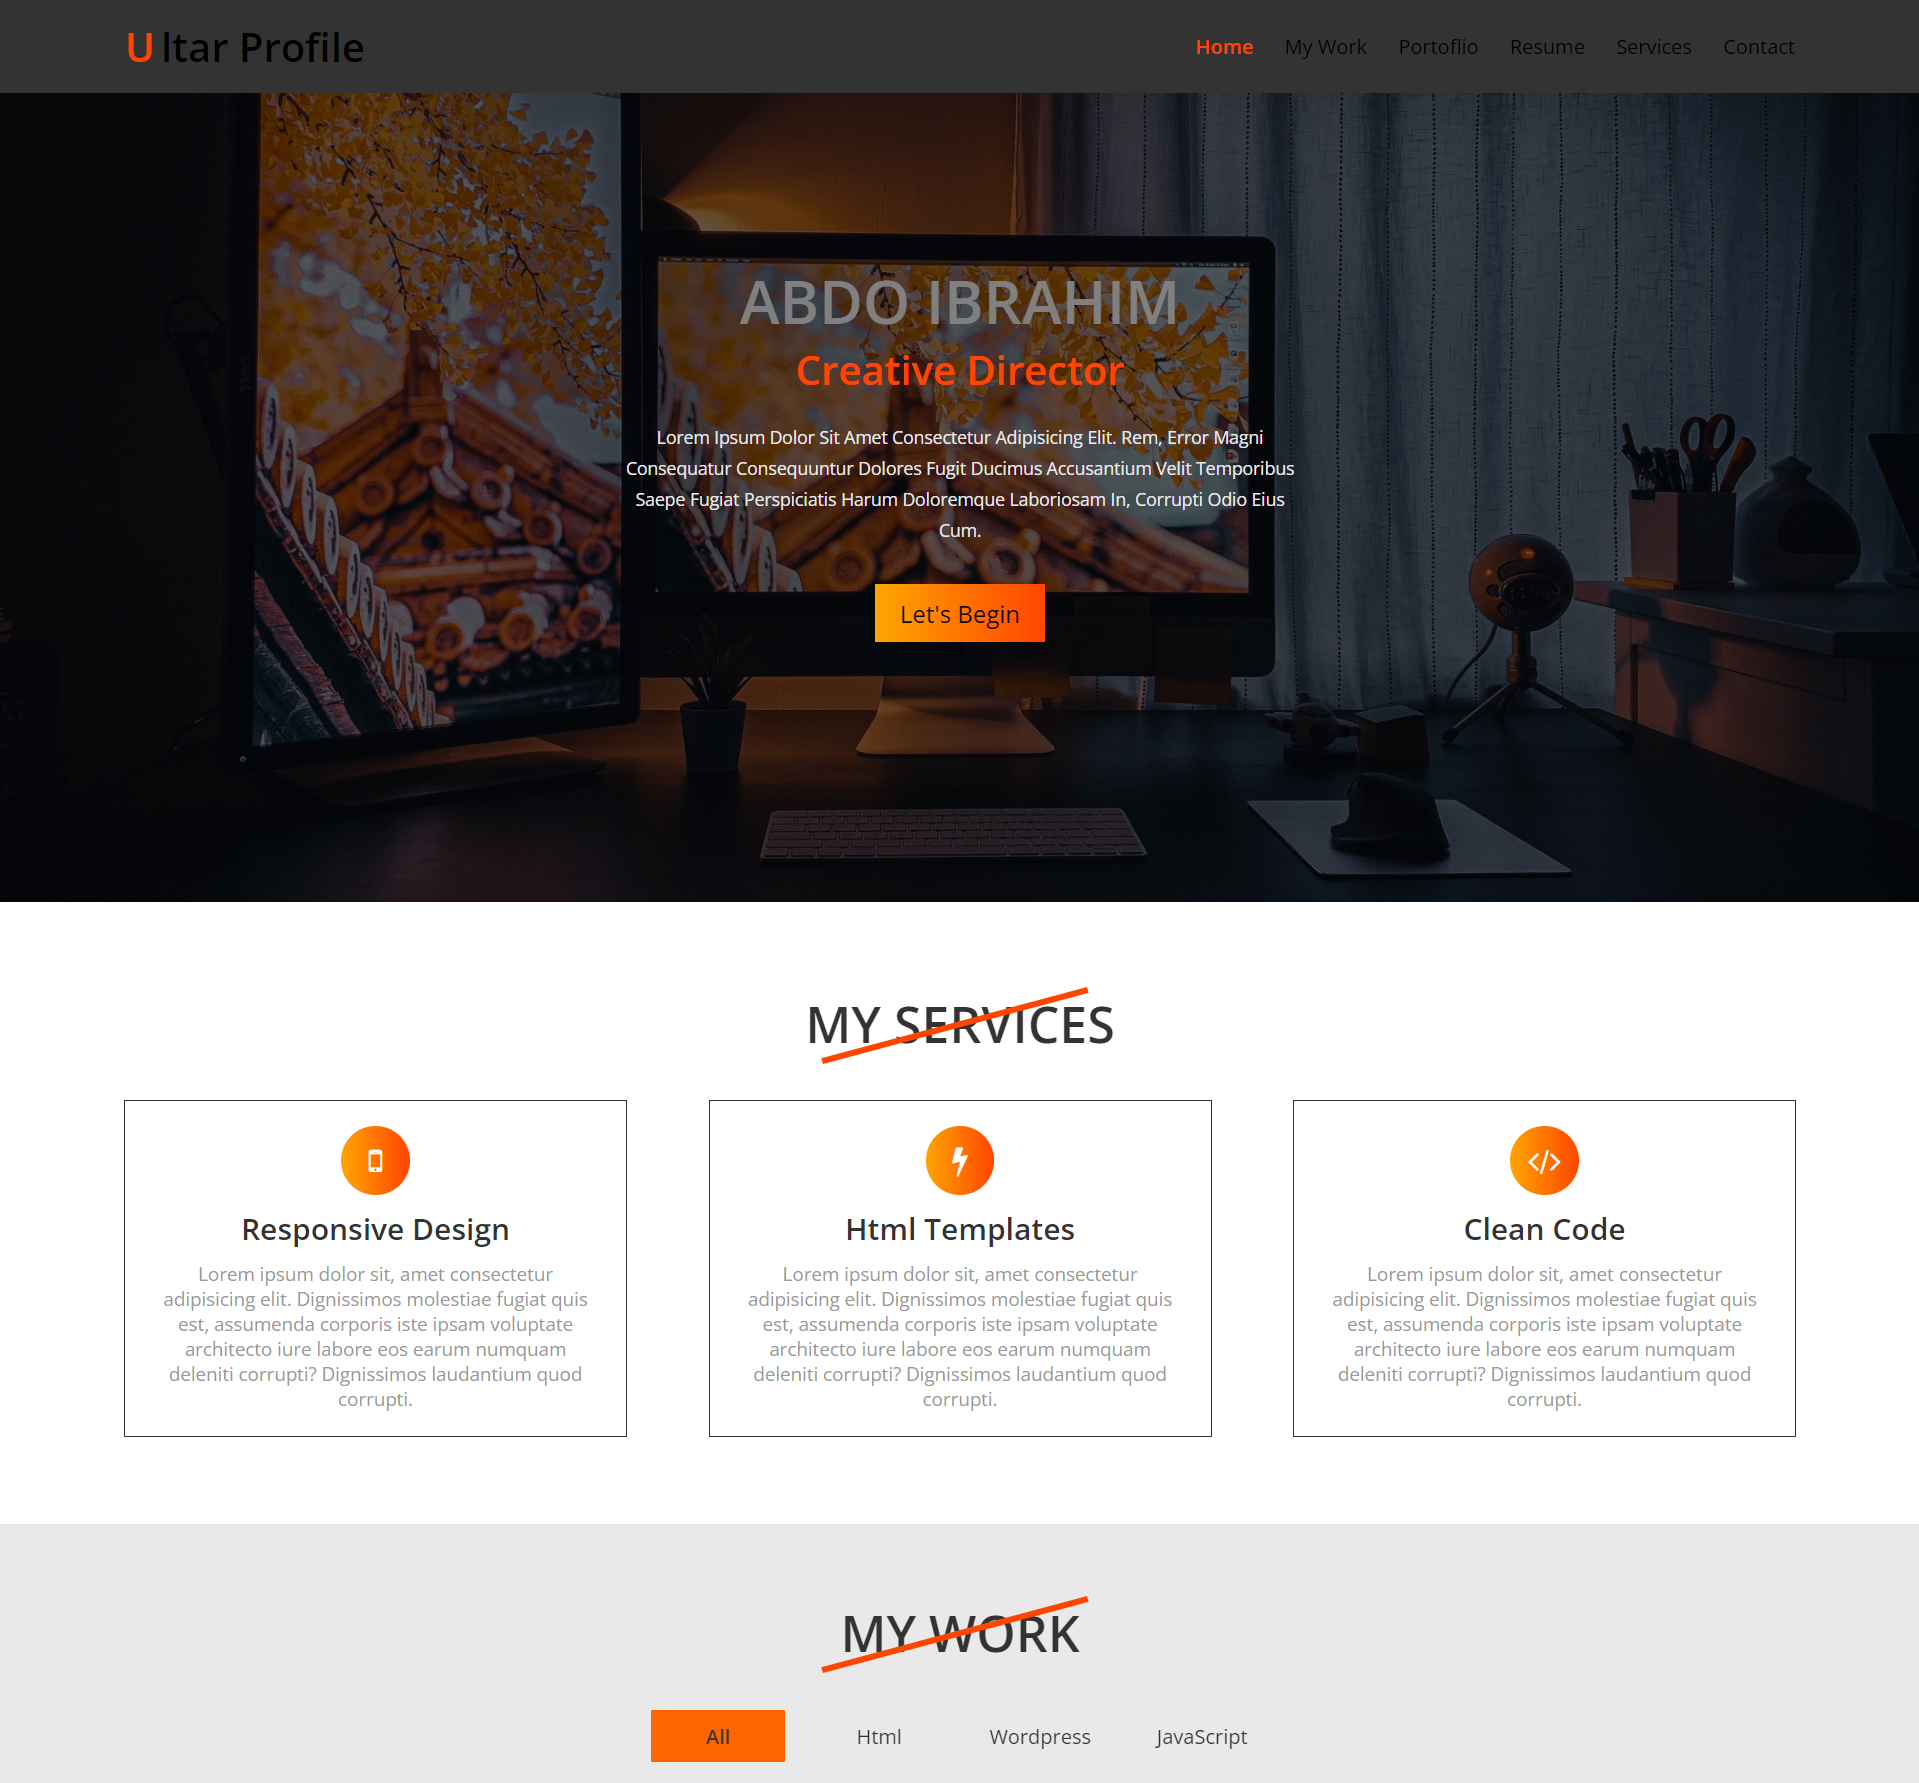 Ultar Profile
Home My Work Portoflio Resume Services Contact
ABDO IBRAHIM
Creative Director
Lorem Ipsum Dolor Sit Amet Consectetur Adipisicing Elit. Rem, Error Magni
Consequatur Consequuntur Dolores Fugit Ducimus Accusantium Velit Temporibus
Saepe Fugiat Perspiciatis Harum Doloremque Laboriosam In, Corrupti Odio Eius
Cum.
Let's Begin
MY SERVICES
Responsive Design
Lorem ipsum dolor sit, amet consectetur
adipisicing elit. Dignissimos molestiae fugiat quis
est, assumenda corporis iste ipsam voluptate
architecto iure labore eos earum numquam
deleniti corrupti? Dignissimos laudantium quod
corrupti.
Html Templates
Lorem ipsum dolor sit, amet consectetur
adipisicing elit. Dignissimos molestiae fugiat quis
est, assumenda corporis iste ipsam voluptate
architecto iure labore eos earum numquam
deleniti corrupti? Dignissimos laudantium quod
corrupti.
Clean Code
Lorem ipsum dolor sit, amet consectetur
adipisicing elit. Dignissimos molestiae fugiat quis
est, assumenda corporis iste ipsam voluptate
architecto iure labore eos earum numquam
deleniti corrupti? Dignissimos laudantium quod
corrupti.
MY WORK
All Html Wordpress JavaScript